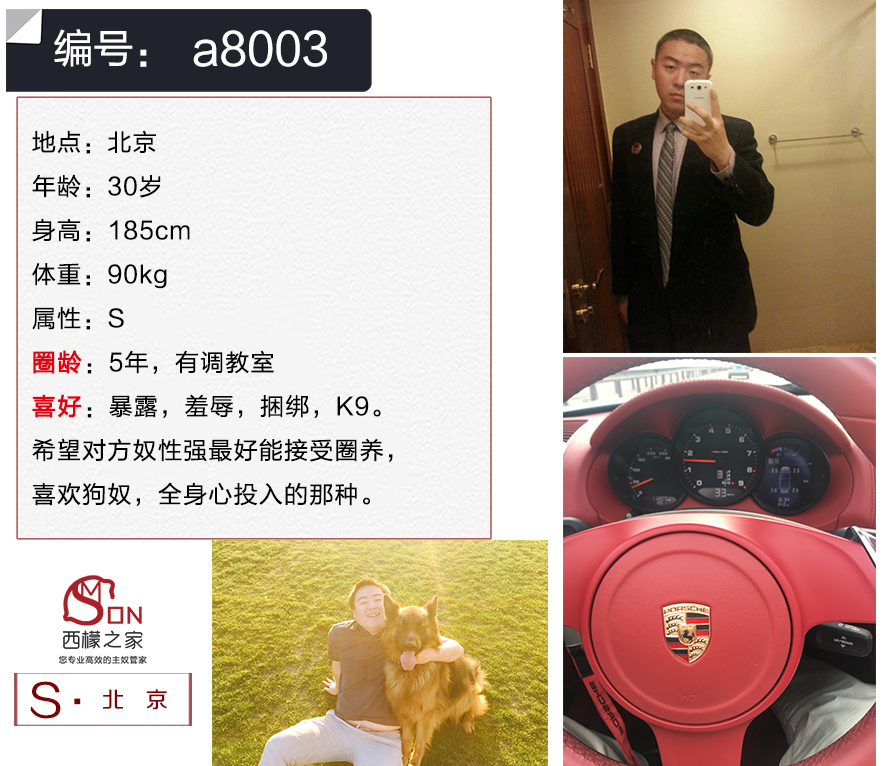 编号： a8003
地点：北京
年龄：30岁
身高：185cm
体重：90kg
属性：S
圈龄：5年，有调教室
喜好：暴露，羞辱，捆绑，K9。
希望对方奴性强最好能接受圈养，
喜欢狗奴，全身心投入的那种。
SMON
西檬之家
您专业高效的主奴管家
S·北京
PORSCHE
PORSCHE